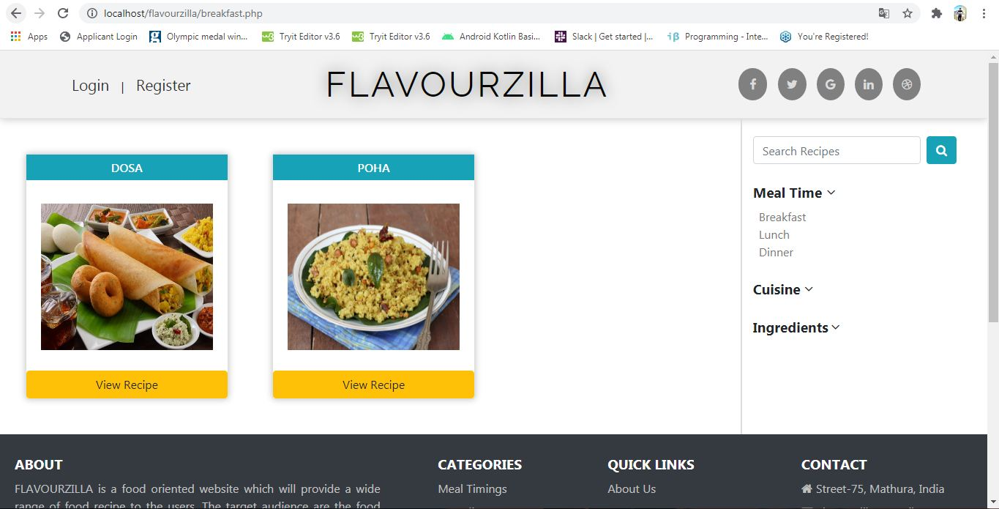 localhost/flavourzilla/breakfast.php
Apps
Applicant Login
Olympic medal win...
Tryit Editor v3.6
Tryit Editor v3.6
Android Kotlin Basi...
Slack | Get started |...
Programming - Inte...
You're Registered!
Login | Register
FLAVOURZILLA
DOSA
View Recipe
POHA
View Recipe
Search Recipes
Meal Time
Breakfast
Lunch
Dinner
Cuisine
Ingredients
ABOUT
FLAVOURZILLA is a food oriented website which will provide a wide
range of food recipe to the users. The target audience are the food
CATEGORIES
Meal Timings
QUICK LINKS
About Us
CONTACT
Street-75, Mathura, India